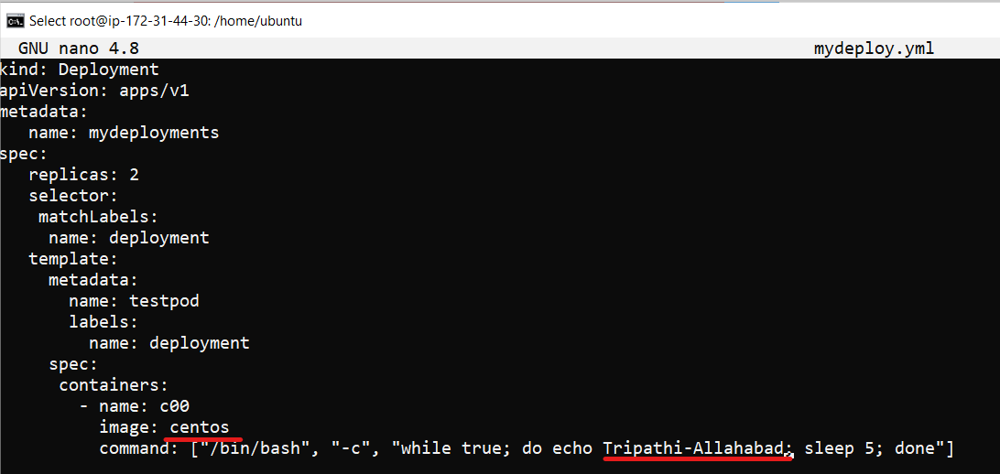 Select root@ip-172-31-44-30: /home/ubuntu
GNU nano 4.8 mydeploy.yml
kind: Deployment
apiVersion: apps/v1
metadata:
   name: mydeployments
spec:
   replicas: 2
   selector:
    matchLabels:
     name: deployment
   template:
     metadata:
       name: testpod
       labels:
         name: deployment
     spec:
      containers:
        - name: c00
          image: centos
          command: ["/bin/bash", "-c", "while true; do echo Tripathi-Allahabad; sleep 5; done"]